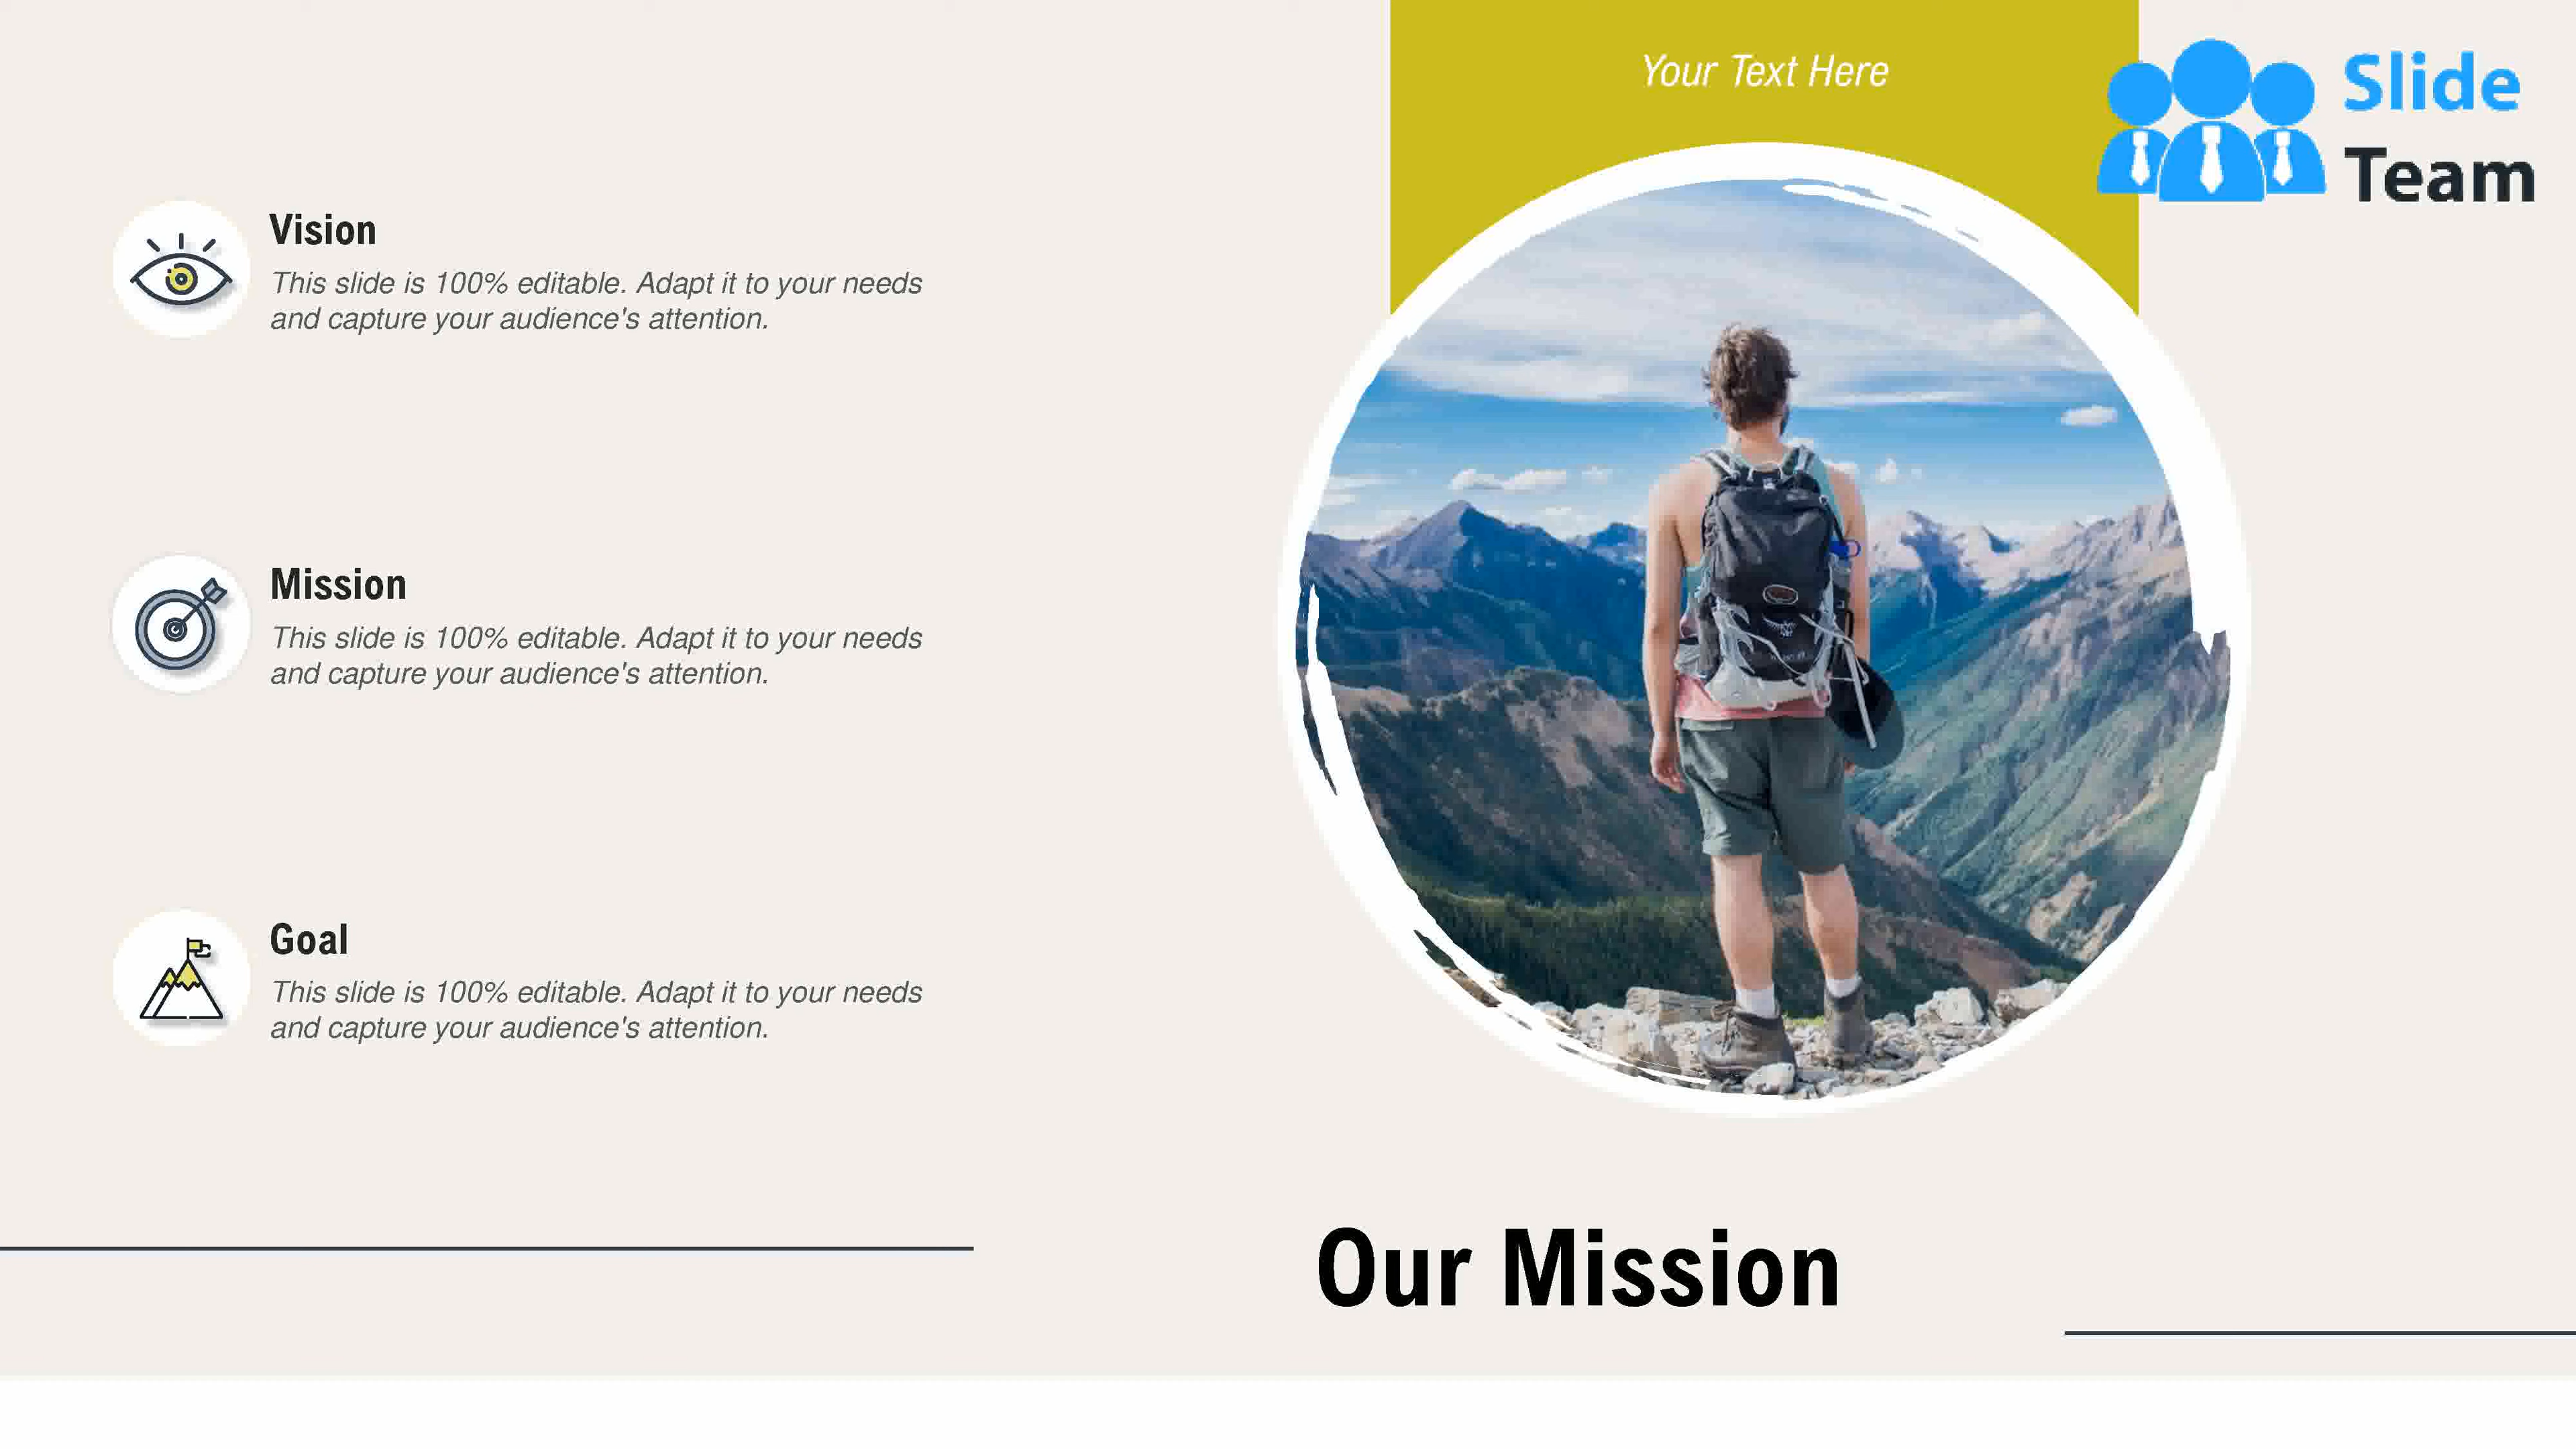 Your Text Here
Slide
Team
Vision
This slide is 100% editable. Adapt it to your needs
and capture your audience's attention.
Mission
This slide is 100% editable. Adapt it to your needs
and capture your audience's attention.
Goal
This slide is 100% editable. Adapt it to your needs
and capture your audience's attention.
Our Mission